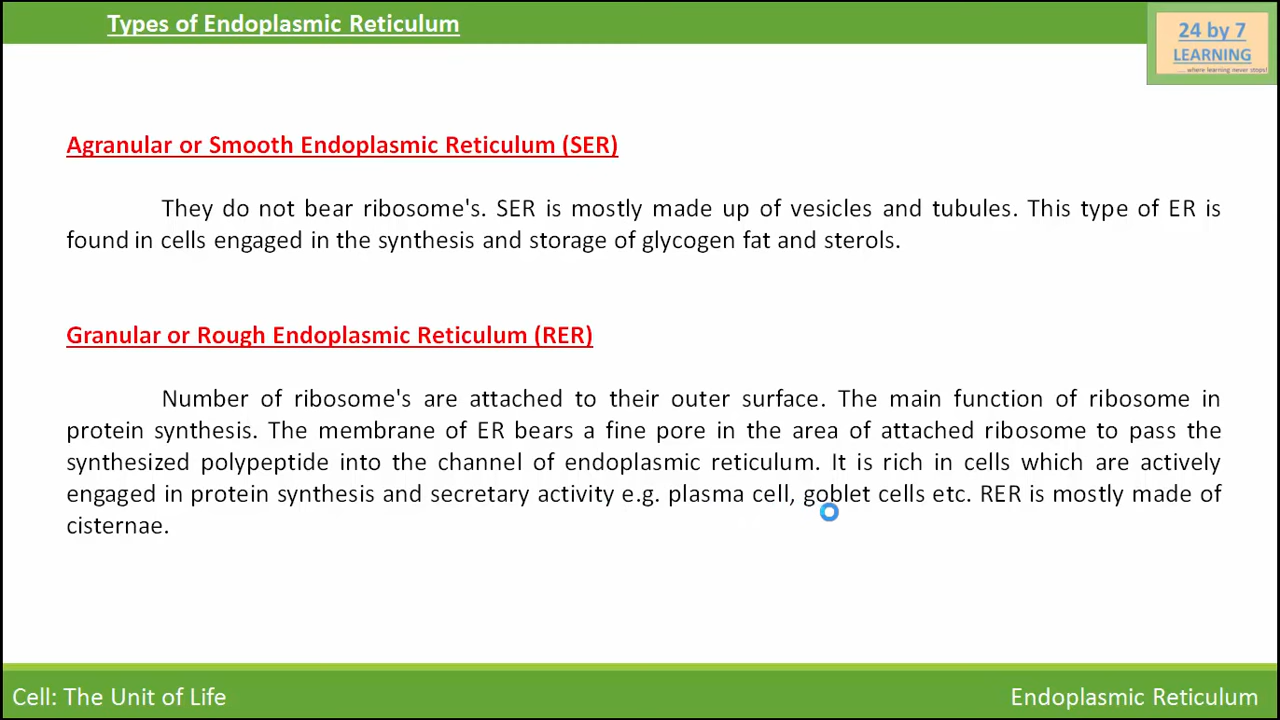 Types of Endoplasmic Reticulum
24 by 7
LEARNING
.... where learning never stops!
Agranular or Smooth Endoplasmic Reticulum (SER)
They do not bear ribosome's. SER is mostly made up of vesicles and tubules. This type of ER is
found in cells engaged in the synthesis and storage of glycogen fat and sterols.
Granular or Rough Endoplasmic Reticulum (RER)
Number of ribosome's are attached to their outer surface. The main function of ribosome in
protein synthesis. The membrane of ER bears a fine pore in the area of attached ribosome to pass the
synthesized polypeptide into the channel of endoplasmic reticulum. It is rich in cells which are actively
engaged in protein synthesis and secretary activity e.g. plasma cell, goblet cells etc. RER is mostly made of
cisternae.
Cell: The Unit of Life
Endoplasmic Reticulum